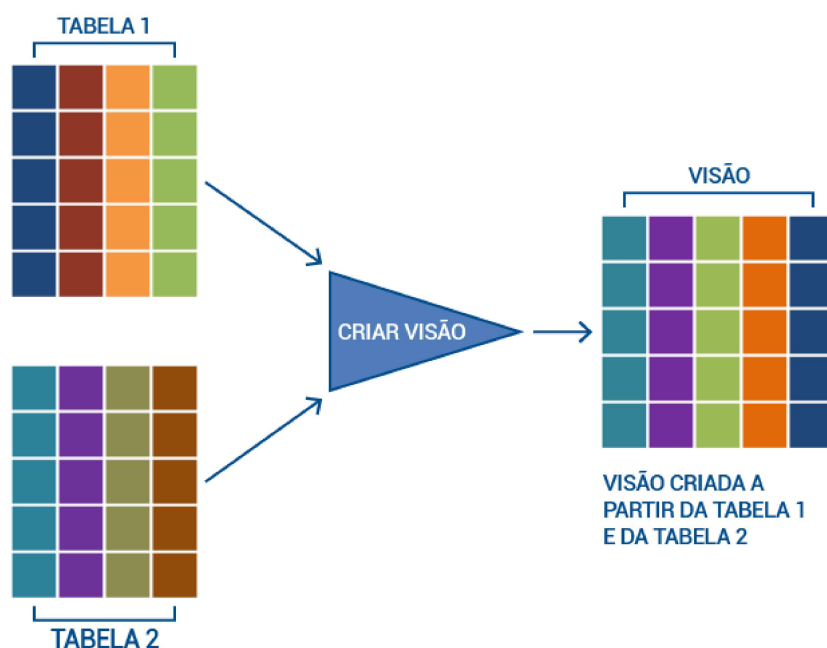 TABELA 1
VISÃO
CRIAR VISÃO
VISÃO CRIADA A
PARTIR DA TABELA 1
E DA TABELA 2
TABELA 2